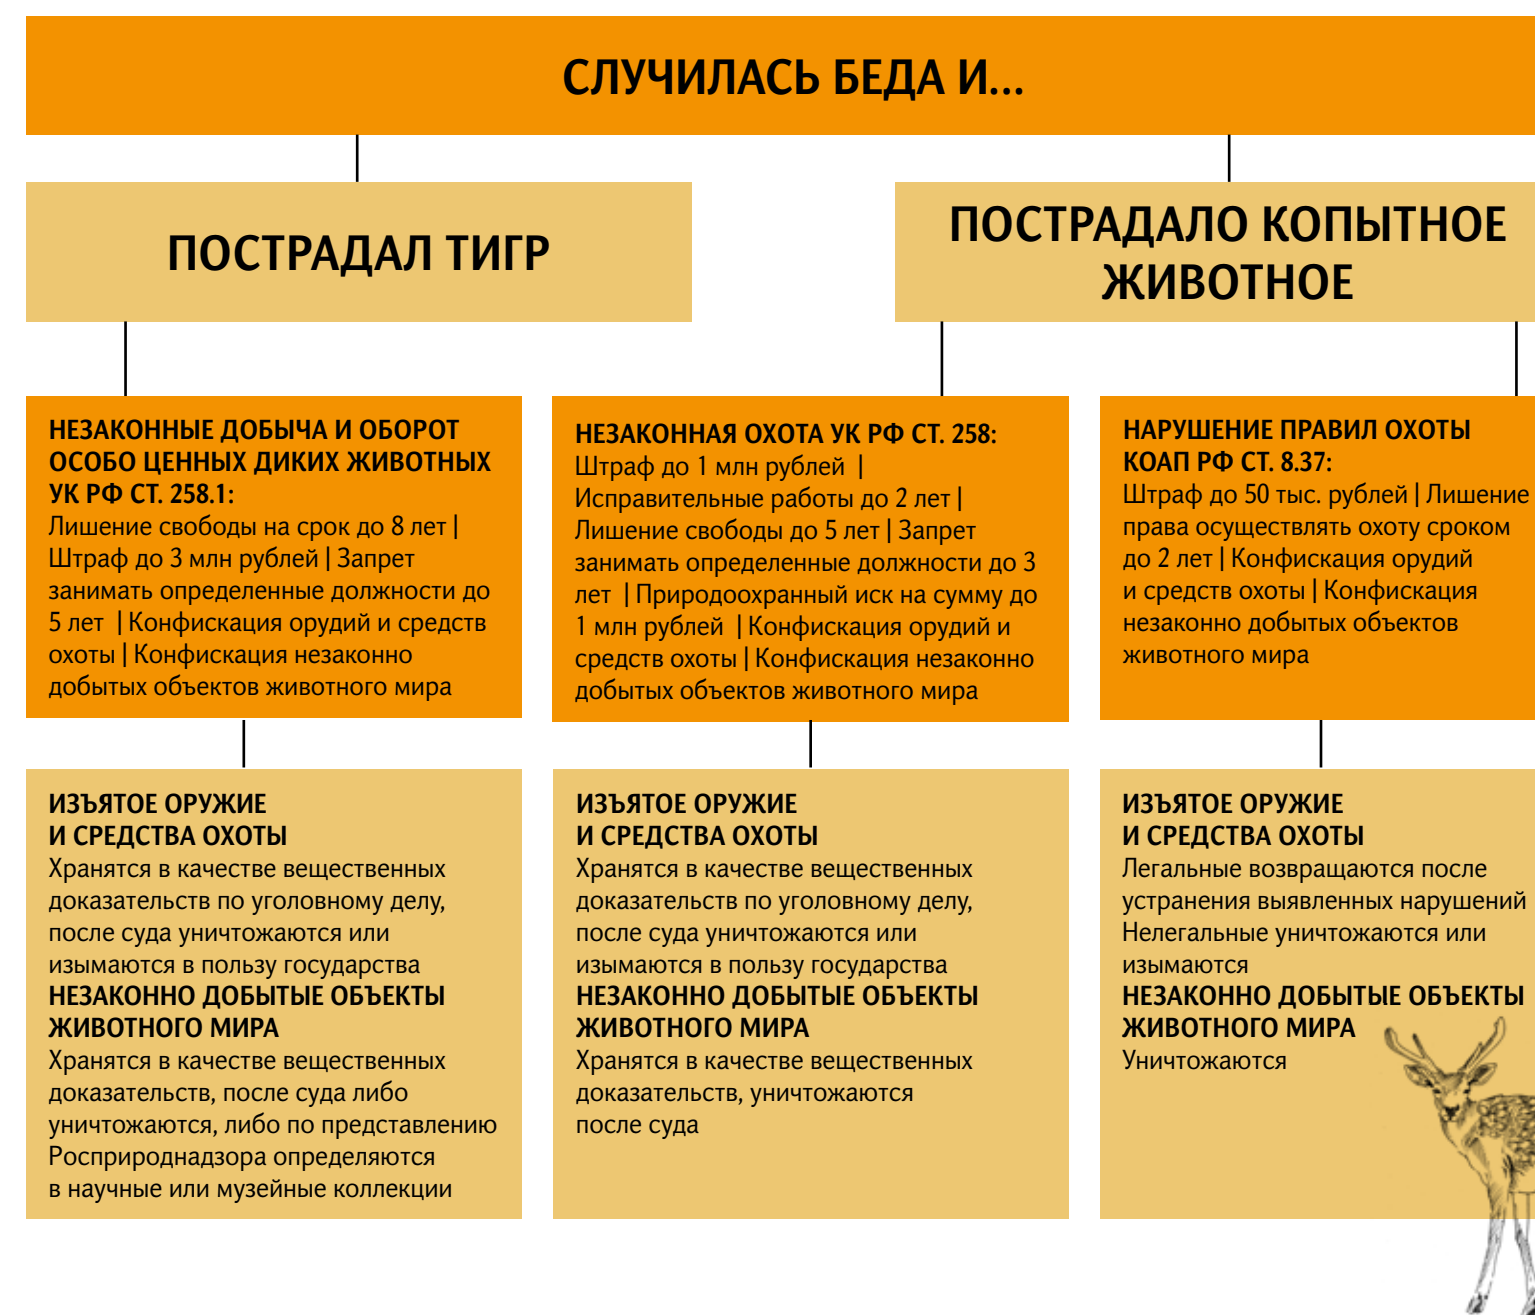 СЛУЧИЛАСЬ БЕДА И...
ПОСТРАДАЛ ТИГР
ПОСТРАДАЛО КОПЫТНОЕ
ЖИВОТНОЕ
НЕЗАКОННЫЕ ДОБЫЧА И ОБОРОТ
ОСОБО ЦЕННЫХ ДИКИХ ЖИВОТНЫХ
УК РФ СТ. 258.1:
Лишение свободы на срок до 8 лет |
Штраф до 3 млн рублей | Запрет
занимать определенные должности до
5 лет | Конфискация орудий и средств
охоты | Конфискация незаконно
добытых объектов животного мира
НЕЗАКОННАЯ ОХОТА УК РФ СТ. 258:
Штраф до 1 млн рублей |
Исправительные работы до 2 лет |
Лишение свободы до 5 лет | Запрет
занимать определенные должности до 3
лет | Природоохранный иск на сумму до
1 млн рублей | Конфискация орудий и
средств охоты | Конфискация незаконно
добытых объектов животного мира
НАРУШЕНИЕ ПРАВИЛ ОХОТЫ
КОАП РФ СТ. 8.37:
Штраф до 50 тыс. рублей | Лишение
права осуществлять охоту сроком
до 2 лет | Конфискация орудий
и средств охоты | Конфискация
незаконно добытых объектов
животного мира
ИЗЪЯТОЕ ОРУЖИЕ
И СРЕДСТВА ОХОТЫ
Хранятся в качестве вещественных
доказательств по уголовному делу,
после суда уничтожаются или
изымаются в пользу государства
НЕЗАКОННО ДОБЫТЫЕ ОБЪЕКТЫ
ЖИВОТНОГО МИРА
Хранятся в качестве вещественных
доказательств, после суда либо
уничтожаются, либо по представлению
Росприроднадзора определяются
в научные или музейные коллекции
ИЗЪЯТОЕ ОРУЖИЕ
И СРЕДСТВА ОХОТЫ
Хранятся в качестве вещественных
доказательств по уголовному делу,
после суда уничтожаются или
изымаются в пользу государства
НЕЗАКОННО ДОБЫТЫЕ ОБЪЕКТЫ
ЖИВОТНОГО МИРА
Хранятся в качестве вещественных
доказательств, уничтожаются
после суда
ИЗЪЯТОЕ ОРУЖИЕ
И СРЕДСТВА ОХОТЫ
Легальные возвращаются после
устранения выявленных нарушений
Нелегальные уничтожаются или
изымаются
НЕЗАКОННО ДОБЫТЫЕ ОБЪЕКТЫ
ЖИВОТНОГО МИРА
Уничтожаются